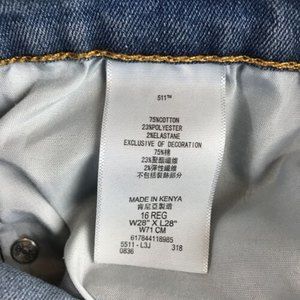 511™
75%COTTON
23%POLYESTER
2%ELASTANE
EXCLUSIVE OF DECORATION
75%棉
23%聚酯纖維
2%彈性纖維
不包括裝飾部分
MADE IN KENYA
肯尼亞製造
16 REG
W28" X L28"
W71 CM
617844118985
5511 - L3J 318
0836